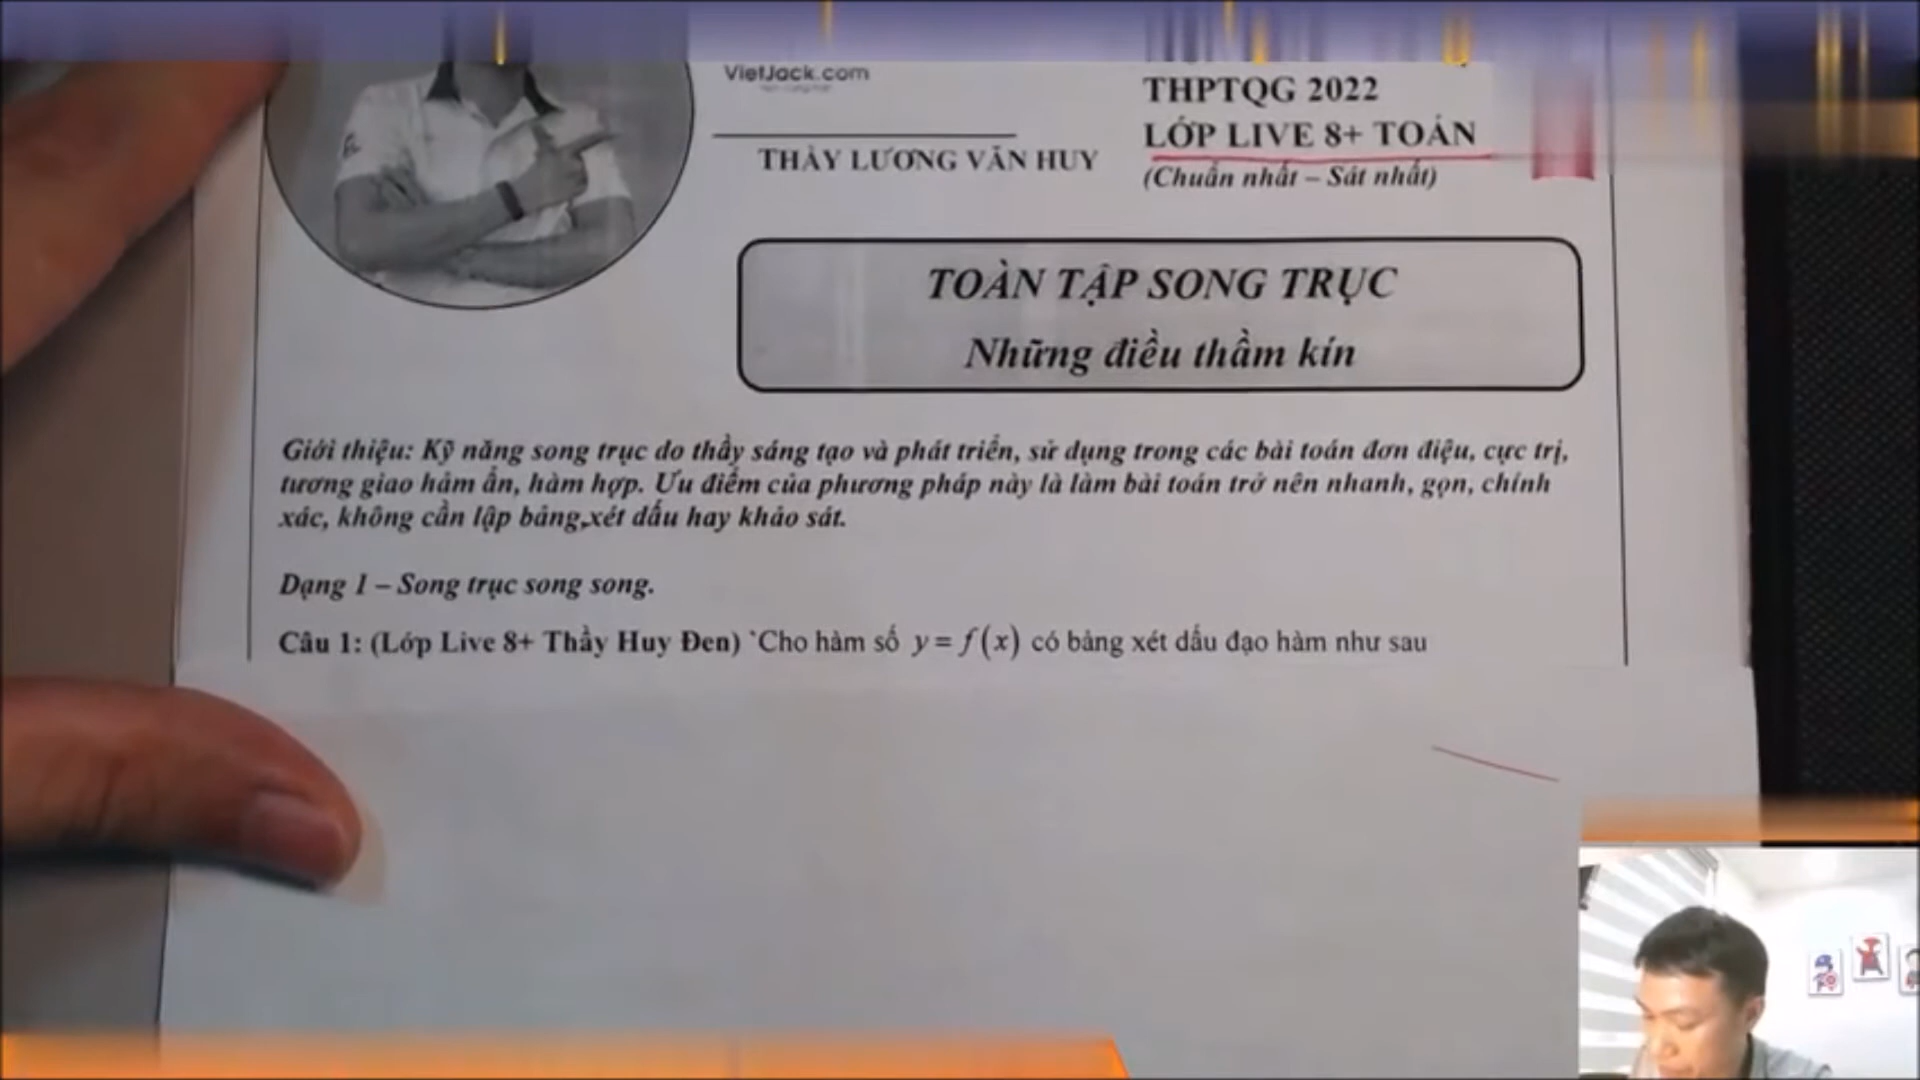 VietJack.com
THPTQG 2022
LỚP LIVE 8+ TOÁN
THẦY LƯƠNG VĂN HUY
(Chuẩn nhất – Sát nhất)
TOÀN TẬP SONG TRỤC
Những điều thầm kín
Giới thiệu: Kỹ năng song trục do thầy sáng tạo và phát triển, sử dụng trong các bài toán đơn điệu, cực trị,
tương giao hàm ẩn, hàm hợp. Ưu điểm của phương pháp này là làm bài toán trở nên nhanh, gọn, chính
xác, không cần lập bảng,xét dấu hay khảo sát.
Dạng 1 – Song trục song song.
Câu 1: (Lớp Live 8+ Thầy Huy Đen) `Cho hàm số y = f(x) có bảng xét dấu đạo hàm như sau